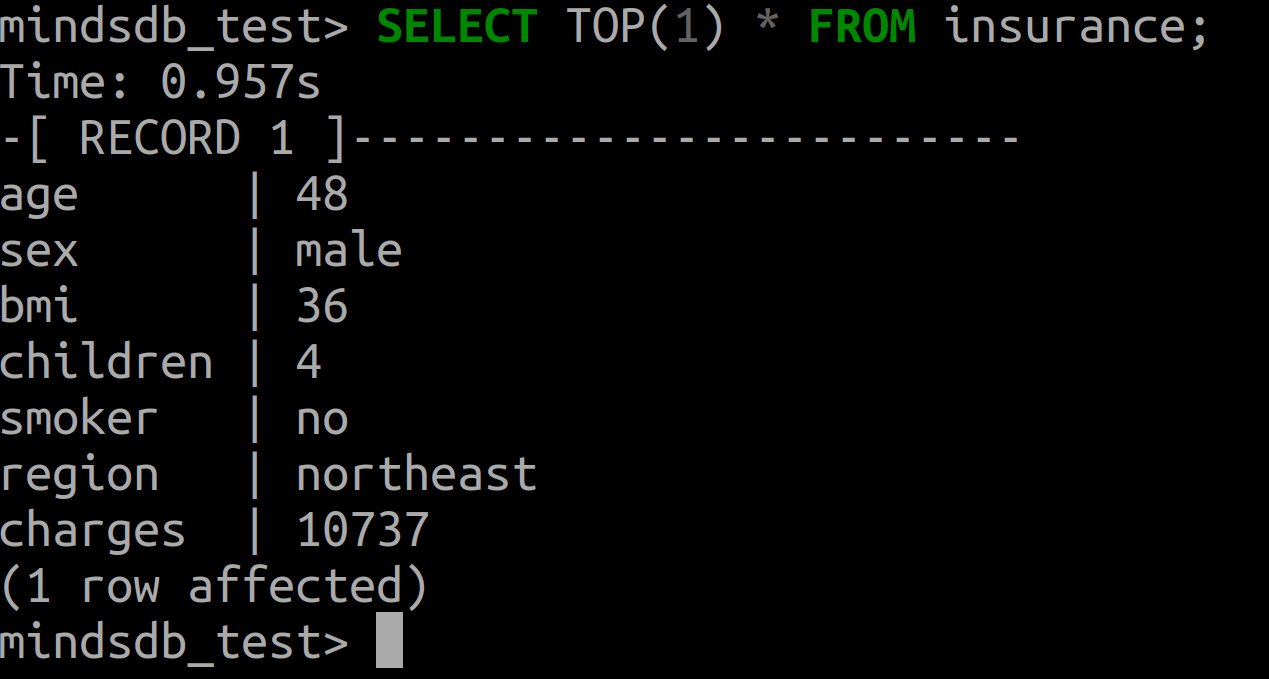 mindsdb_test> SELECT TOP(1) * FROM insurance;
Time: 0.957s
-[ RECORD 1 ]-------------------------
age      | 48
sex      | male
bmi      | 36
children | 4
smoker   | no
region   | northeast
charges  | 10737
(1 row affected)
mindsdb_test>